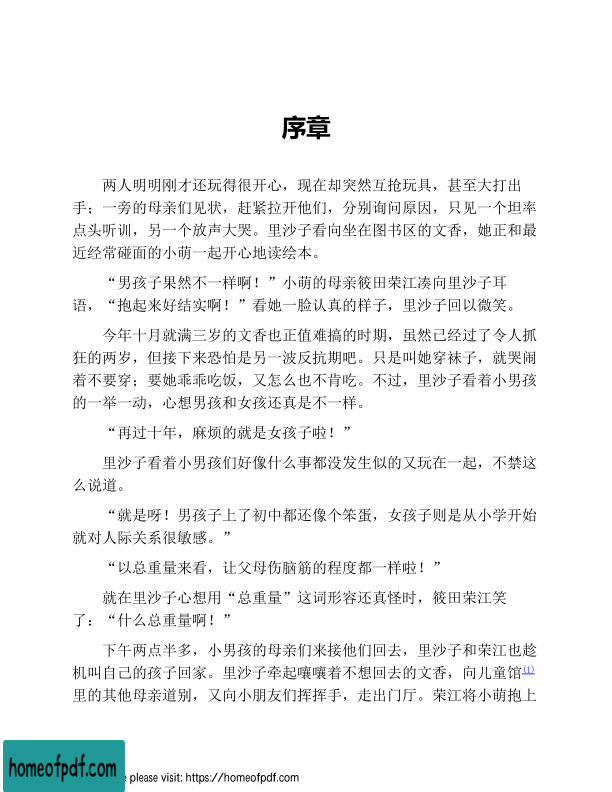 序章
两人明明刚才还玩得很开心，现在却突然互抢玩具，甚至大打出
手；一旁的母亲们见状，赶紧拉开他们，分别询问原因，只见一个坦率
点头听训，另一个放声大哭。里沙子看向坐在图书区的文香，她正和最
近经常碰面的小萌一起开心地读绘本。
“男孩子果然不一样啊！”小萌的母亲筱田荣江凑向里沙子耳
语，“抱起来好结实啊！”看她一脸认真的样子，里沙子回以微笑。
今年十月就满三岁的文香也正值难搞的时期，虽然已经过了令人抓
狂的两岁，但接下来恐怕是另一波反抗期吧。只是叫她穿袜子，就哭闹
着不要穿；要她乖乖吃饭，又怎么也不肯吃。不过，里沙子看着小男孩
的一举一动，心想男孩和女孩还真是不一样。
“再过十年，麻烦的就是女孩子啦！”
里沙子看着小男孩们好像什么事都没发生似的又玩在一起，不禁这
么说道。
“就是呀！男孩子上了初中都还像个笨蛋，女孩子则是从小学开始
就对人际关系很敏感。”
“以总重量来看，让父母伤脑筋的程度都一样啦！”
就在里沙子心想用“总重量”这词形容还真怪时，筱田荣江笑
了：“什么总重量啊！”
下午两点半多，小男孩的母亲们来接他们回去，里沙子和荣江也趁
机叫自己的孩子回家。里沙子牵起嚷嚷着不想回去的文香，向儿童馆(1)
里的其他母亲道别，又向小朋友们挥挥手，走出门厅。荣江将小萌抱上
homeofpdf.com
e please visit: https://homeofpdf.com